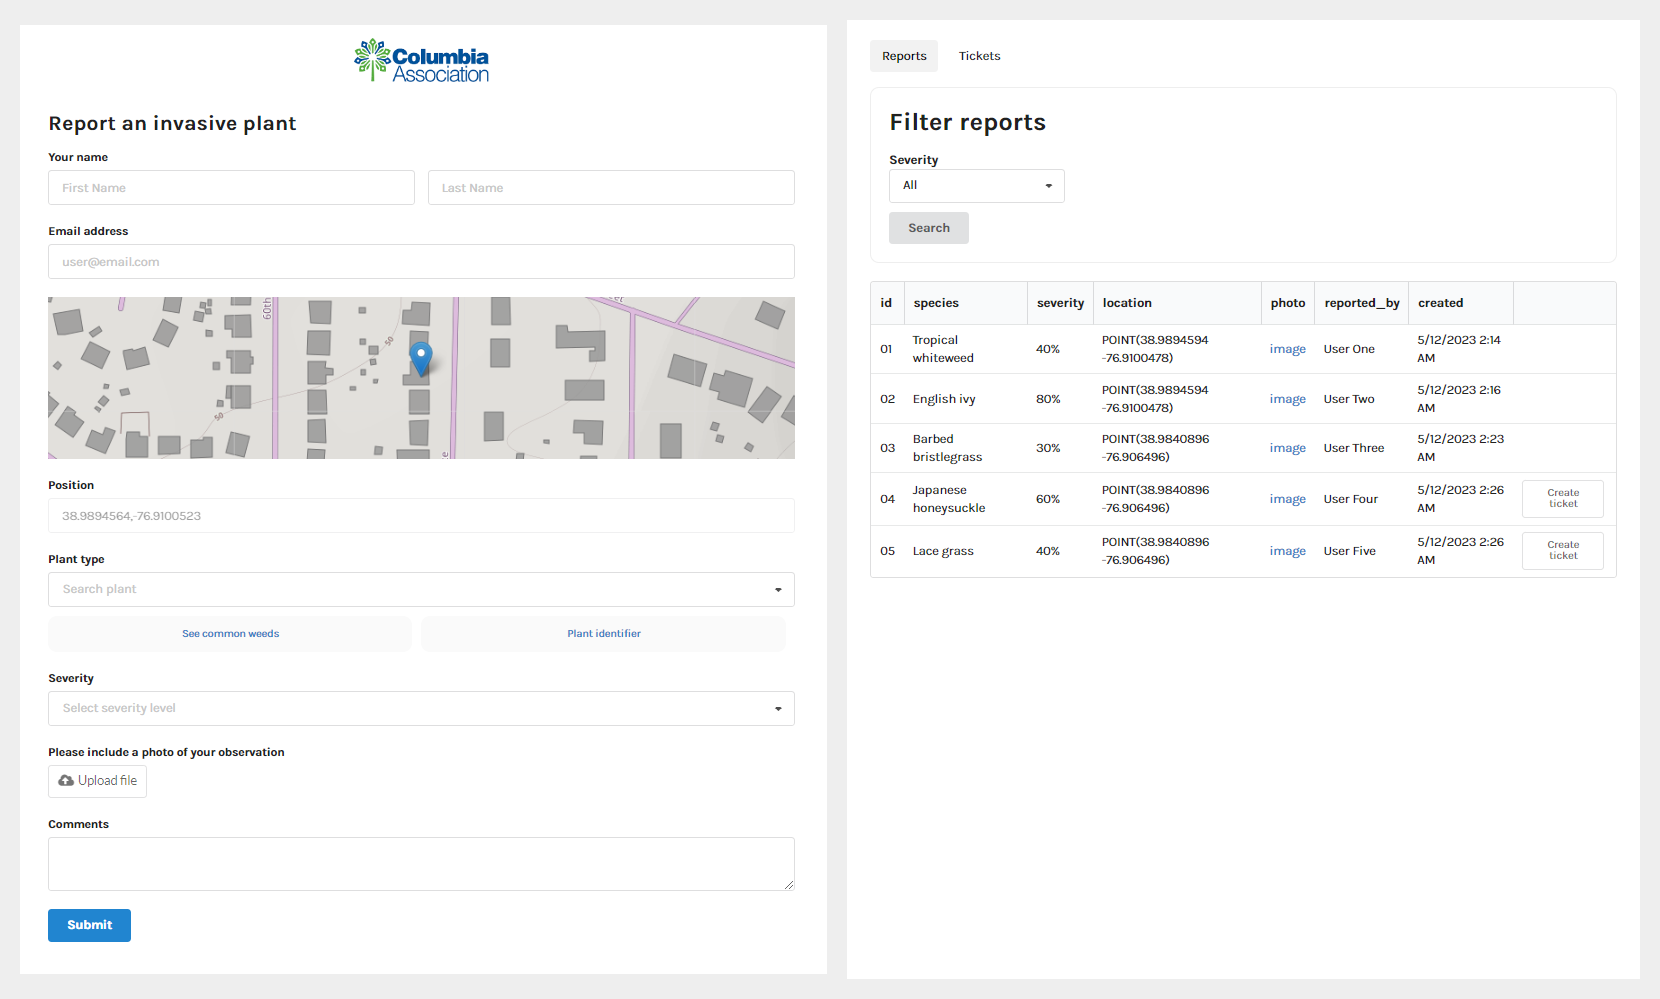 Columbia
Association
Report an invasive plant
Your name
First Name
Last Name
Email address
user@email.com
60th
50
50
Position
38.9894564,-76.9100523
Plant type
Search plant
See common weeds
Plant identifier
Severity
Select severity level
Please include a photo of your observation
Upload file
Comments
Submit
Reports
Tickets
Filter reports
Severity
All
Search
id species severity location photo reported_by created
01 Tropical whiteweed 40% POINT(38.9894594 -76.9100478) image User One 5/12/2023 2:14 AM
02 English ivy 80% POINT(38.9894594 -76.9100478) image User Two 5/12/2023 2:16 AM
03 Barbed bristlegrass 30% POINT(38.9840896 -76.906496) image User Three 5/12/2023 2:23 AM
04 Japanese honeysuckle 60% POINT(38.9840896 -76.906496) image User Four 5/12/2023 2:26 AM Create ticket
05 Lace grass 40% POINT(38.9840896 -76.906496) image User Five 5/12/2023 2:26 AM Create ticket